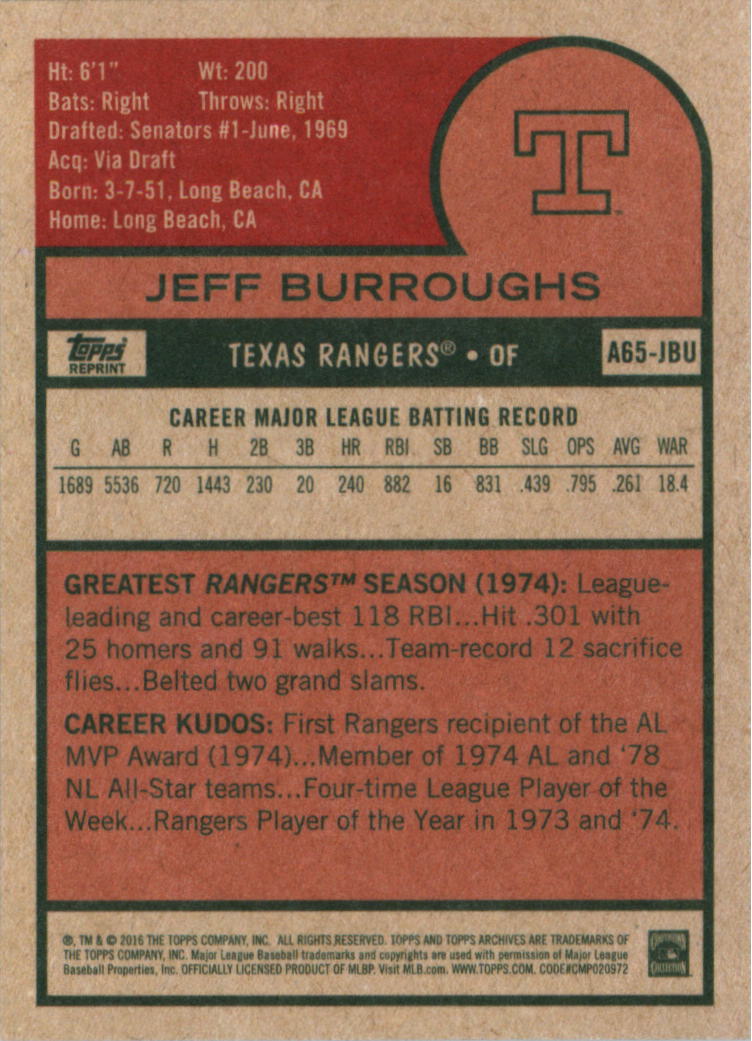 Ht: 6'1" Wt: 200
Bats: Right Throws: Right
Drafted: Senators #1-June, 1969
Acq: Via Draft
Born: 3-7-51, Long Beach, CA
Home: Long Beach, CA
T
JEFF BURROUGHS
Topps
REPRINT
TEXAS RANGERS® • OF
A65-JBU
CAREER MAJOR LEAGUE BATTING RECORD
G AB R H 2B 3B HR RBI SB BB SLG OPS AVG WAR
1689 5536 720 1443 230 20 240 882 16 831 .439 .795 .261 18.4
GREATEST RANGERS™ SEASON (1974): League-
leading and career-best 118 RBI...Hit .301 with
25 homers and 91 walks...Team-record 12 sacrifice
flies...Belted two grand slams.
CAREER KUDOS: First Rangers recipient of the AL
MVP Award (1974)...Member of 1974 AL and ‘78
NL All-Star teams...Four-time League Player of the
Week...Rangers Player of the Year in 1973 and ‘74.
®, TM & © 2016 THE TOPPS COMPANY, INC. ALL RIGHTS RESERVED. TOPPS AND TOPPS ARCHIVES ARE TRADEMARKS OF
THE TOPPS COMPANY, INC. Major League Baseball trademarks and copyrights are used with permission of Major League
Baseball Properties, Inc. OFFICIALLY LICENSED PRODUCT OF MLBP. Visit MLB.com. WWW.TOPPS.COM. CODE#CMP020972
COLLECTION